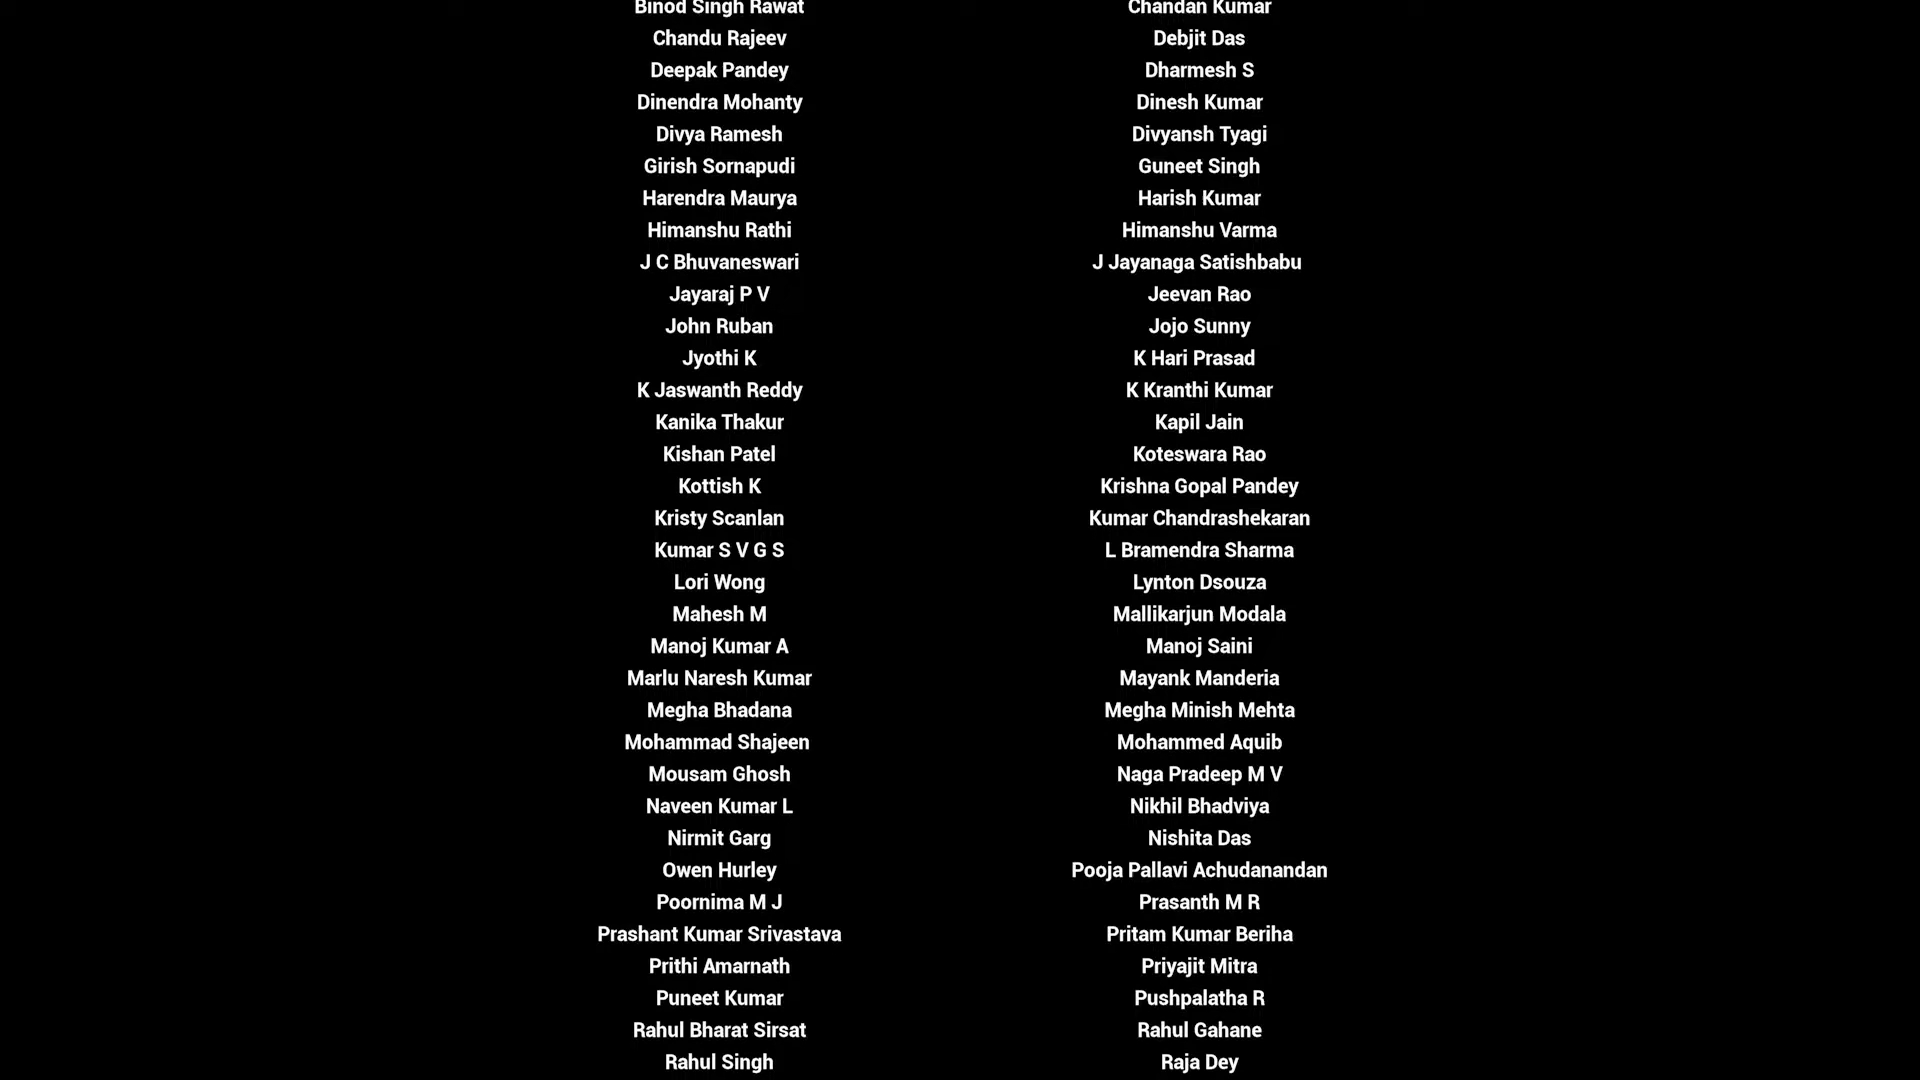 Binod Singh Rawat Chandan Kumar
Chandu Rajeev Debjit Das
Deepak Pandey Dharmesh S
Dinendra Mohanty Dinesh Kumar
Divya Ramesh Divyansh Tyagi
Girish Sornapudi Guneet Singh
Harendra Maurya Harish Kumar
Himanshu Rathi Himanshu Varma
J C Bhuvaneswari J Jayanaga Satishbabu
Jayaraj P V Jeevan Rao
John Ruban Jojo Sunny
Jyothi K K Hari Prasad
K Jaswanth Reddy K Kranthi Kumar
Kanika Thakur Kapil Jain
Kishan Patel Koteswara Rao
Kottish K Krishna Gopal Pandey
Kristy Scanlan Kumar Chandrashekaran
Kumar S V G S L Bramendra Sharma
Lori Wong Lynton Dsouza
Mahesh M Mallikarjun Modala
Manoj Kumar A Manoj Saini
Marlu Naresh Kumar Mayank Manderia
Megha Bhadana Megha Minish Mehta
Mohammad Shajeen Mohammed Aquib
Mousam Ghosh Naga Pradeep M V
Naveen Kumar L Nikhil Bhadviya
Nirmit Garg Nishita Das
Owen Hurley Pooja Pallavi Achudanandan
Poornima M J Prasanth M R
Prashant Kumar Srivastava Pritam Kumar Beriha
Prithi Amarnath Priyajit Mitra
Puneet Kumar Pushpalatha R
Rahul Bharat Sirsat Rahul Gahane
Rahul Singh Raja Dey